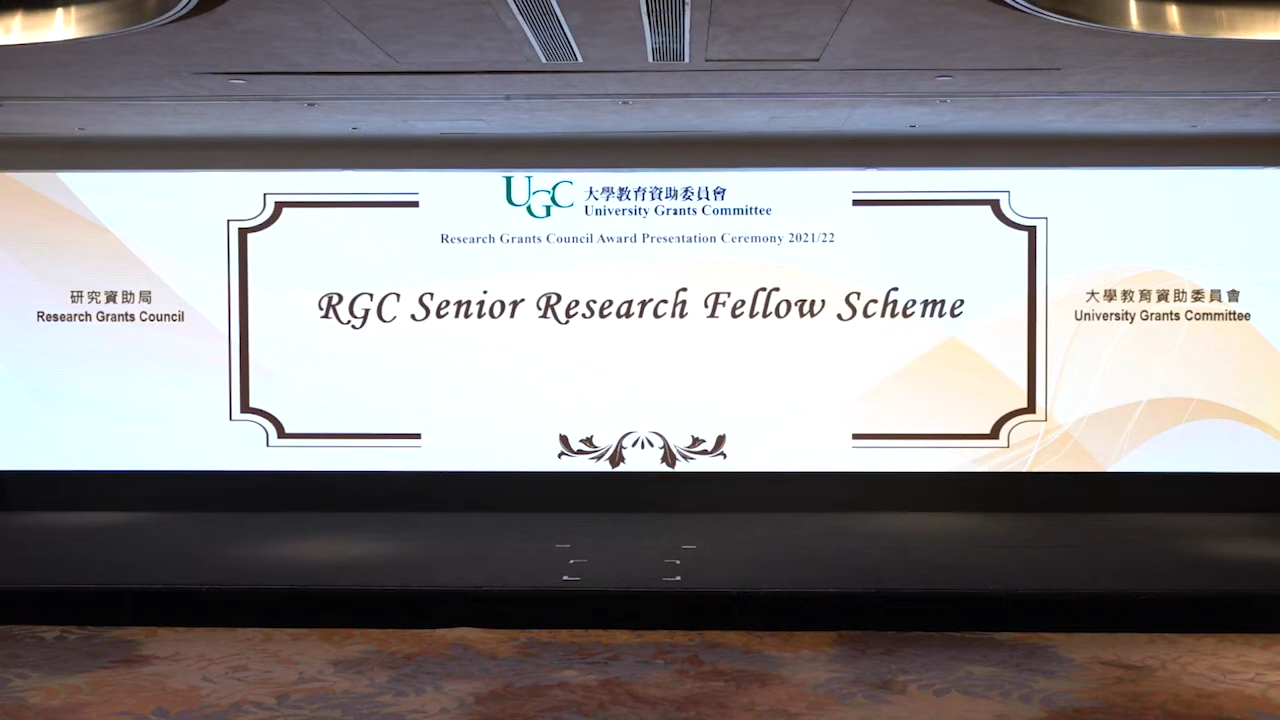 UGC 大學教育資助委員會
University Grants Committee
Research Grants Council Award Presentation Ceremony 2021/22
研究資助局
Research Grants Council
RGC Senior Research Fellow Scheme
大學教育資助委員會
University Grants Committee